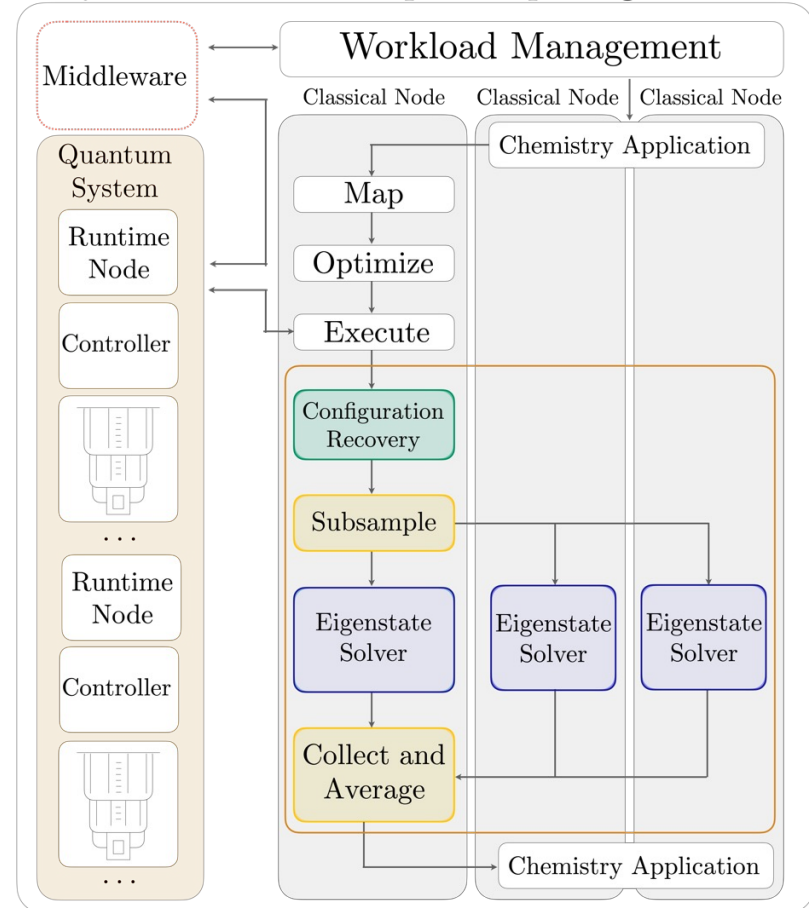 Middleware
Workload Management
Classical Node
Classical Node
Classical Node
Quantum
System
Runtime
Node
Controller
...
Runtime
Node
Controller
...
Chemistry Application
Map
Optimize
Execute
Configuration
Recovery
Subsample
Eigenstate
Solver
Eigenstate
Solver
Eigenstate
Solver
Collect and
Average
Chemistry Application